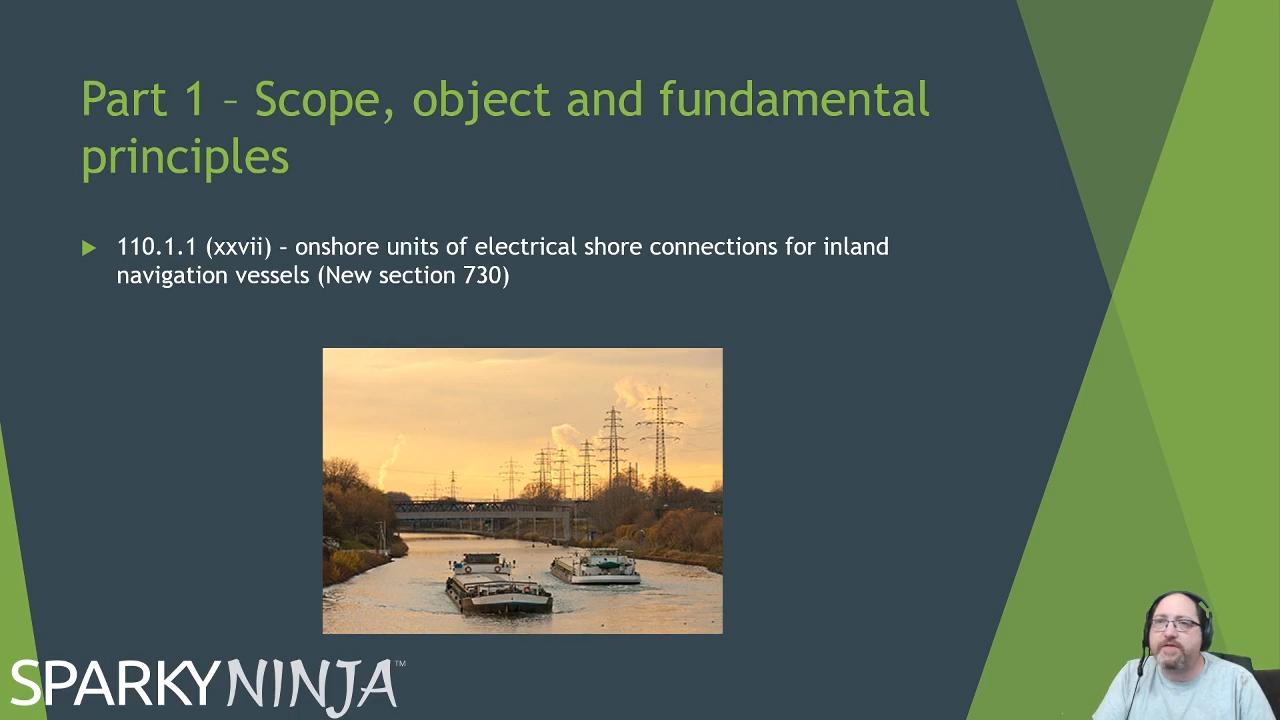 Part 1 – Scope, object and fundamental
principles
110.1.1 (xxvii) – onshore units of electrical shore connections for inland
navigation vessels (New section 730)
SPARKYNINJA™